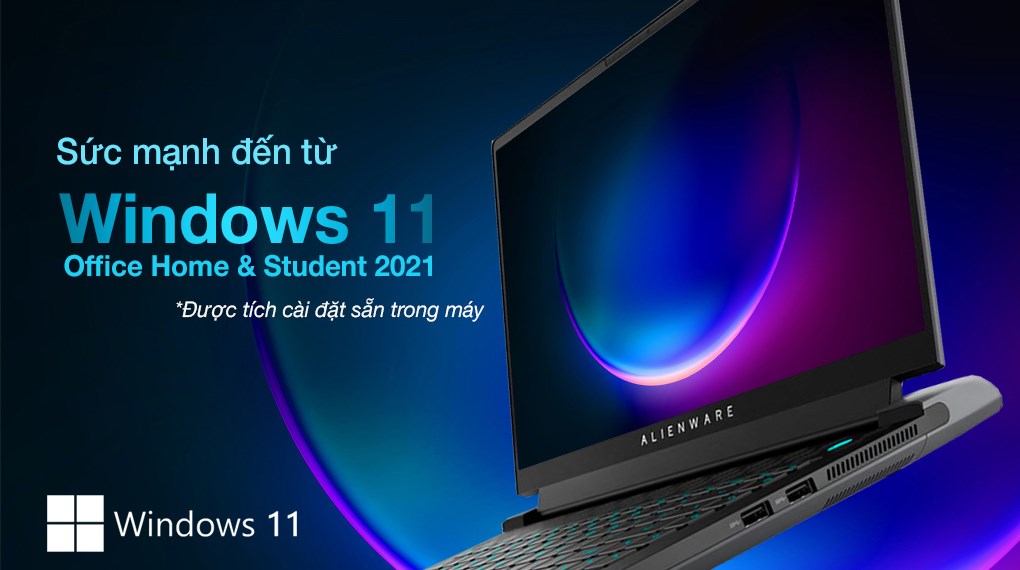 Sức mạnh đến từ
Windows 11
Office Home & Student 2021
*Được tích cài đặt sẵn trong máy
ALIENWARE
Windows 11